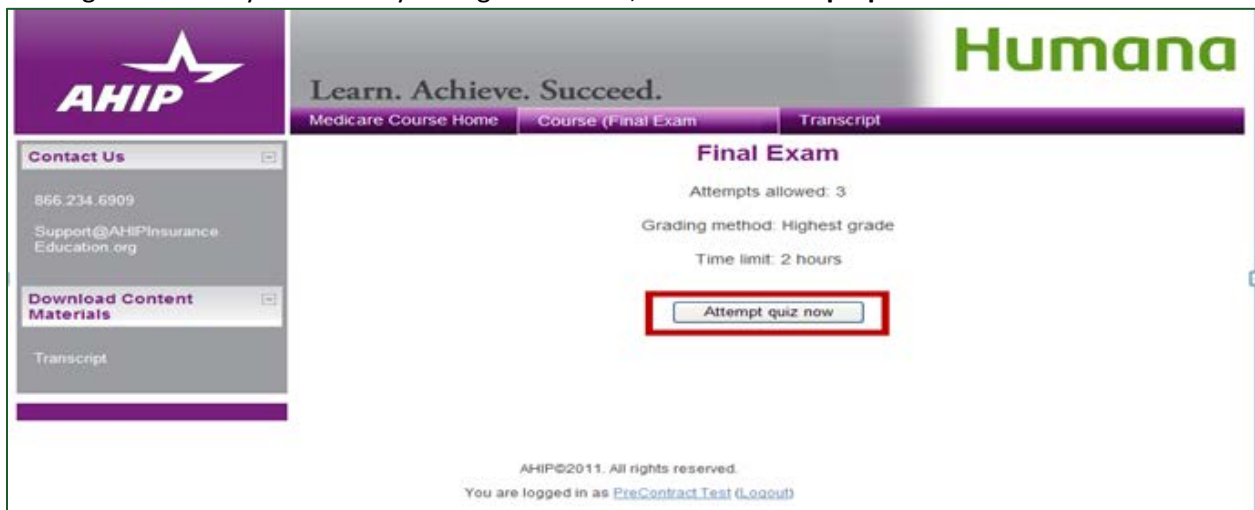 AHIP
Learn. Achieve. Succeed.
Humana
Medicare Course Home Course (Final Exam Transcript
Contact Us
866.234.6909
Support@AHIPInsurance
Education.org
Download Content
Materials
Transcript
Final Exam
Attempts allowed: 3
Grading method: Highest grade
Time limit: 2 hours
Attempt quiz now
AHIP©2011. All rights reserved.
You are logged in as PreContract Test (Logout)